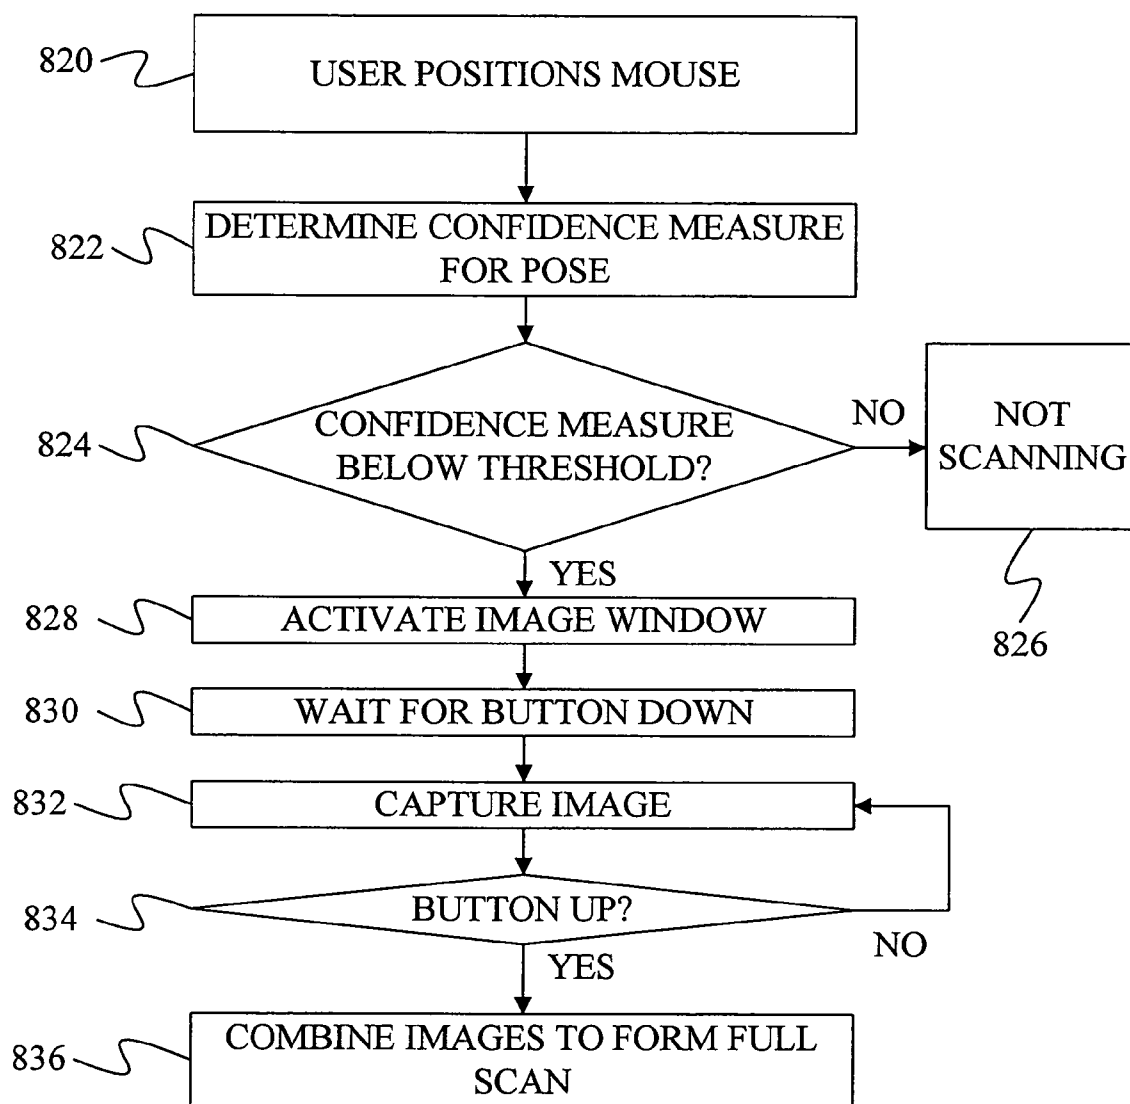 820
USER POSITIONS MOUSE
822
DETERMINE CONFIDENCE MEASURE
FOR POSE
824
CONFIDENCE MEASURE
BELOW THRESHOLD?
NO
NOT
SCANNING
826
YES
828
ACTIVATE IMAGE WINDOW
830
WAIT FOR BUTTON DOWN
832
CAPTURE IMAGE
834
BUTTON UP?
NO
YES
836
COMBINE IMAGES TO FORM FULL
SCAN